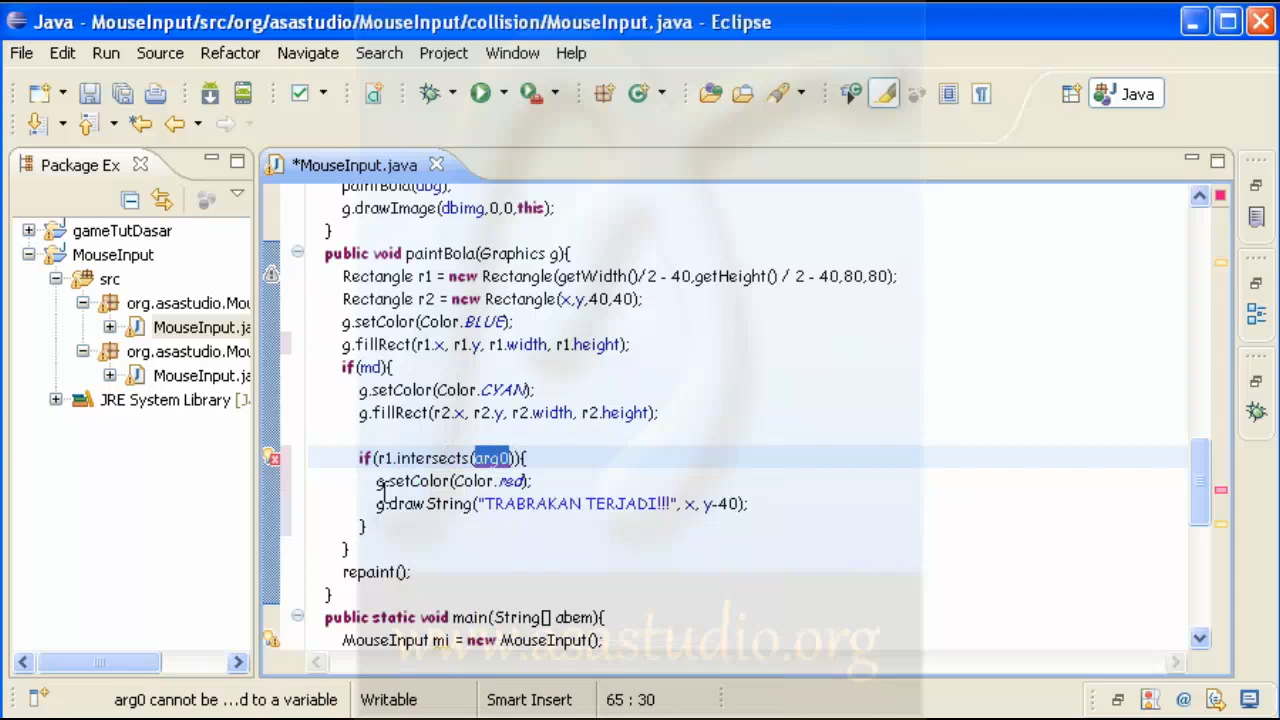 Java - MouseInput/src/org/asastudio/MouseInput/collision/MouseInput.java - Eclipse
File Edit Run Source Refactor Navigate Search Project Window Help
Java
Package Ex
*MouseInput.java
gameTutDasar
MouseInput
src
org.asastudio.Mou
MouseInput.ja
org.asastudio.Mou
MouseInput.ja
JRE System Library [J
paintBola(dbg);
g.drawImage(dbimg,0,0,this);
}
public void paintBola(Graphics g){
Rectangle r1 = new Rectangle(getWidth()/2 - 40,getHeight() / 2 - 40,80,80);
Rectangle r2 = new Rectangle(x,y,40,40);
g.setColor(Color.BLUE);
g.fillRect(r1.x, r1.y, r1.width, r1.height);
if(md){
g.setColor(Color.CYAN);
g.fillRect(r2.x, r2.y, r2.width, r2.height);
if(r1.intersects(arg0)){
g.setColor(Color.red);
g.drawString("TRABRAKAN TERJADI!!!", x, y-40);
}
}
repaint();
}
public static void main(String[] abem){
MouseInput mi = new MouseInput();
www.asastudio.org
arg0 cannot be ...d to a variable
Writable
Smart Insert
65 : 30